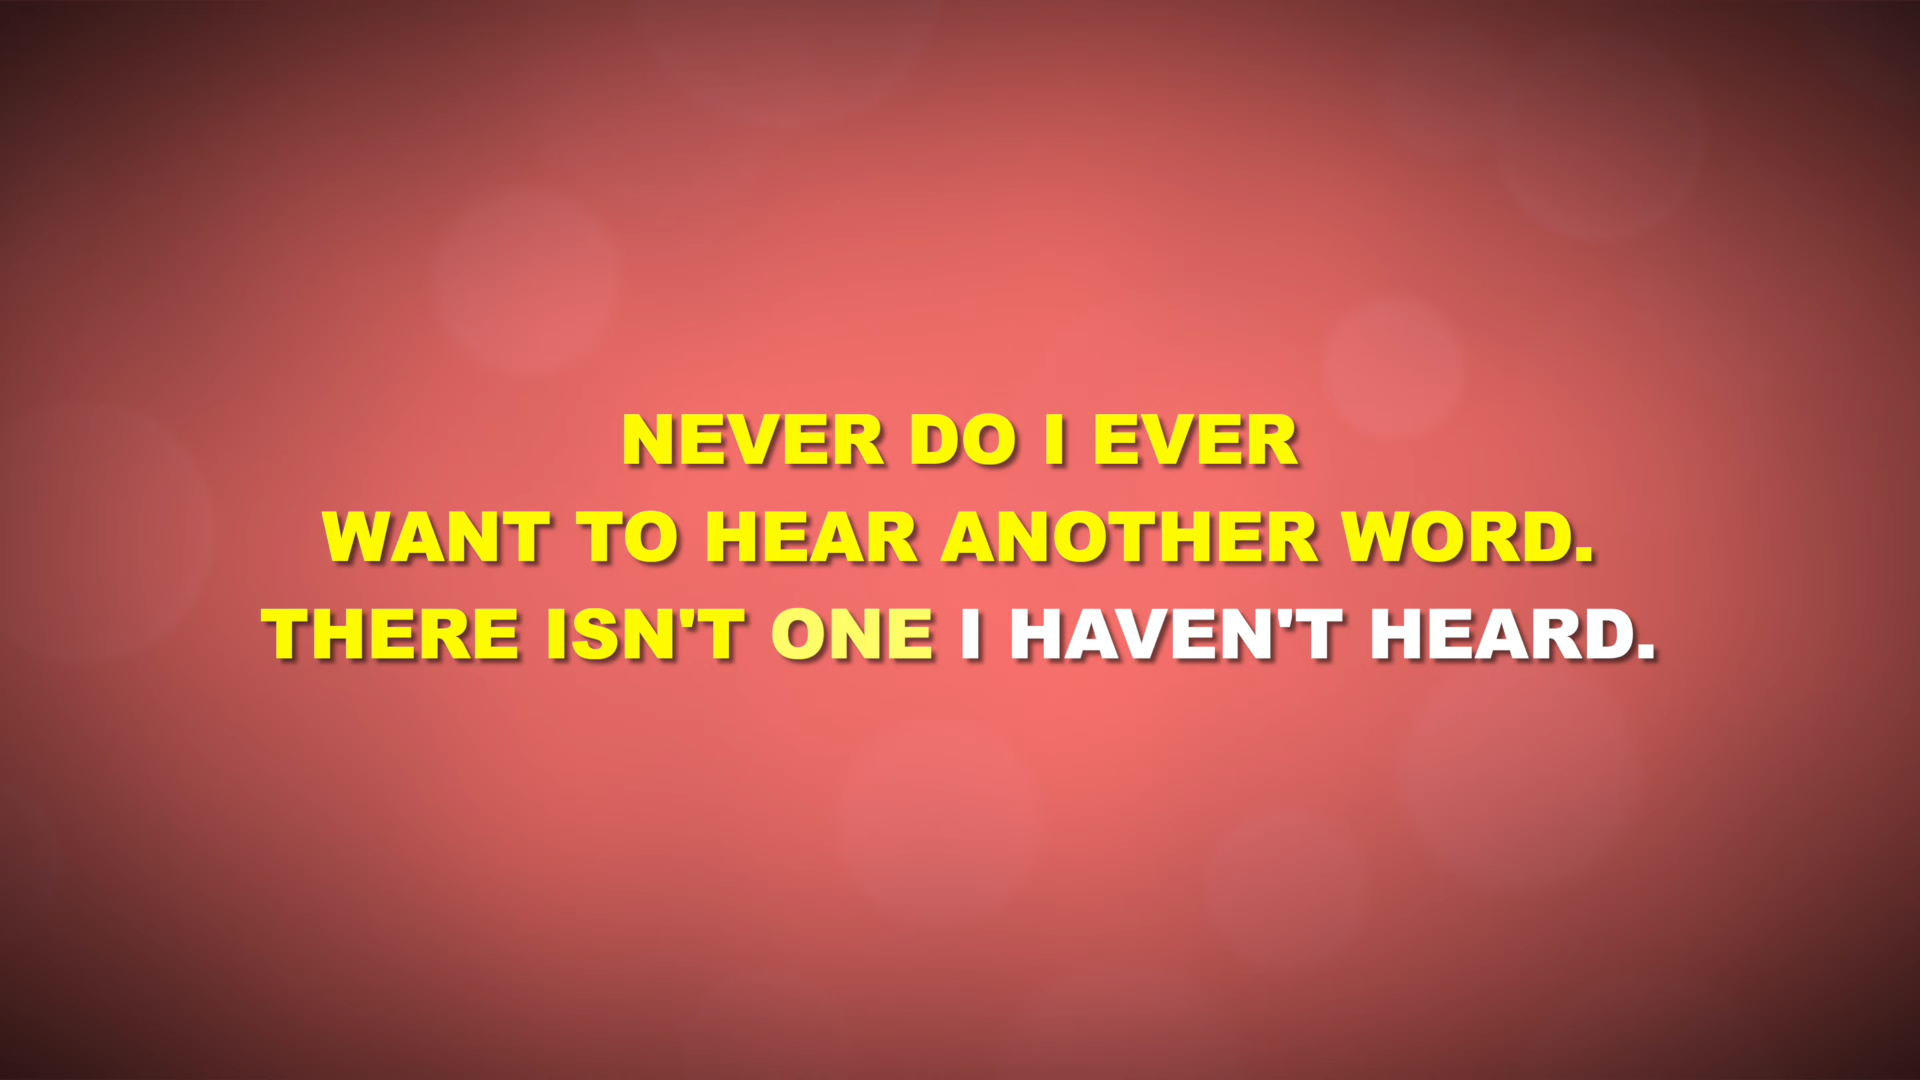 NEVER DO I EVER
WANT TO HEAR ANOTHER WORD.
THERE ISN'T ONE I HAVEN'T HEARD.